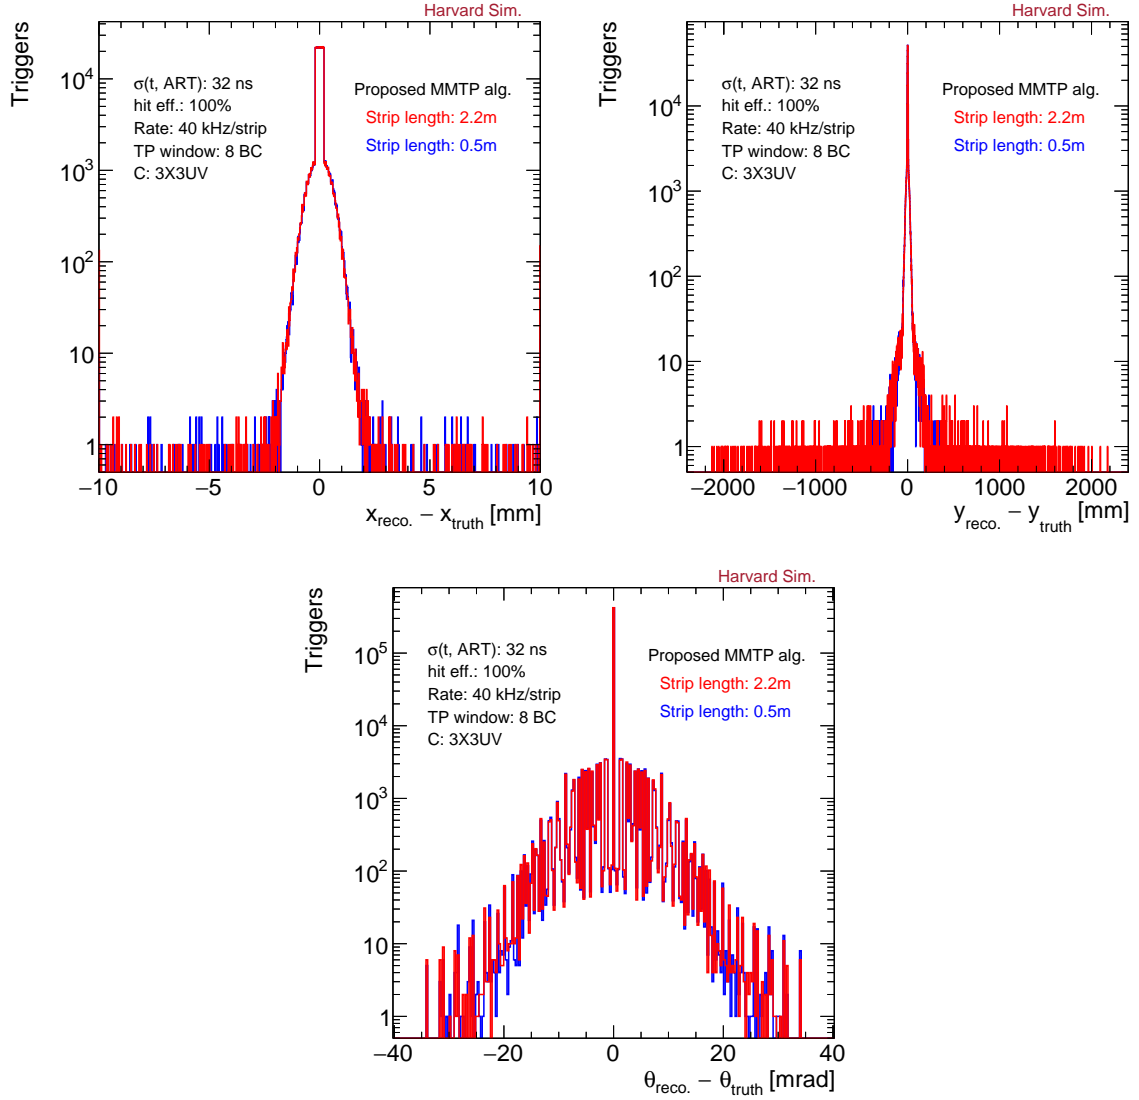 Harvard Sim.
Triggers
σ(t, ART): 32 ns
hit eff.: 100%
Rate: 40 kHz/strip
TP window: 8 BC
C: 3X3UV
Proposed MMTP alg.
Strip length: 2.2m
Strip length: 0.5m
10⁴
10³
10²
10
1
−10 −5 0 5 10
x_reco. − x_truth [mm]
Harvard Sim.
Triggers
σ(t, ART): 32 ns
hit eff.: 100%
Rate: 40 kHz/strip
TP window: 8 BC
C: 3X3UV
Proposed MMTP alg.
Strip length: 2.2m
Strip length: 0.5m
10⁴
10³
10²
10
1
−2000 −1000 0 1000 2000
y_reco. − y_truth [mm]
Harvard Sim.
Triggers
σ(t, ART): 32 ns
hit eff.: 100%
Rate: 40 kHz/strip
TP window: 8 BC
C: 3X3UV
Proposed MMTP alg.
Strip length: 2.2m
Strip length: 0.5m
10⁵
10⁴
10³
10²
10
1
−40 −20 0 20 40
θ_reco. − θ_truth [mrad]